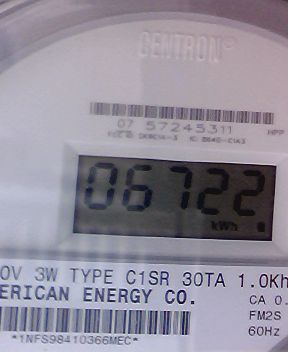 CENTRON®
07 57245311
HPP
06722
kWh
0V 3W TYPE C1SR 30TA 1.0Kh
ERICAN ENERGY CO.
CA 0.
FM2S
60Hz
*1NFS98410366MEC*